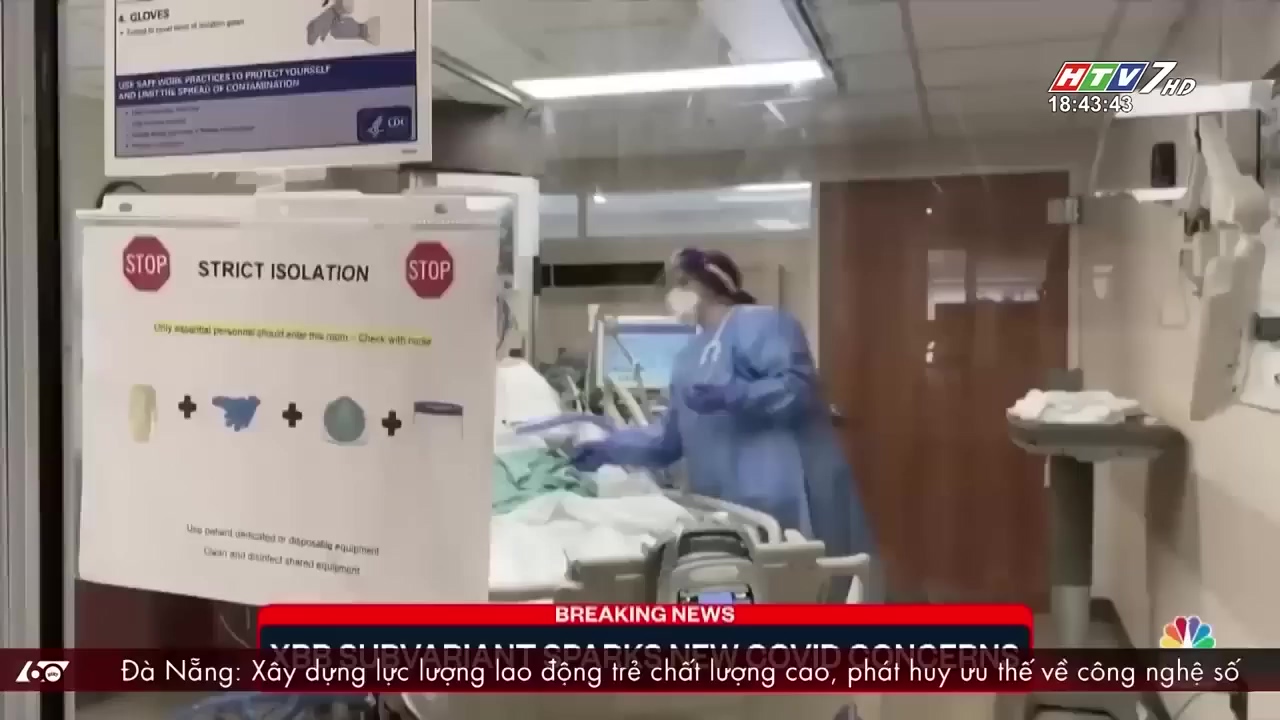 4. GLOVES
USE SAFE WORK PRACTICES TO PROTECT YOURSELF
AND LIMIT THE SPREAD OF CONTAMINATION
CDC
HTV7 HD
18:43:43
STOP
STRICT ISOLATION
STOP
Only essential personnel should enter this room – Check with nurse
Use patient dedicated or disposable equipment
Clean and disinfect shared equipment
BREAKING NEWS
XBB SUBVARIANT SPARKS NEW COVID CONCERNS
60 giây
Đà Nẵng: Xây dựng lực lượng lao động trẻ chất lượng cao, phát huy ưu thế về công nghệ số